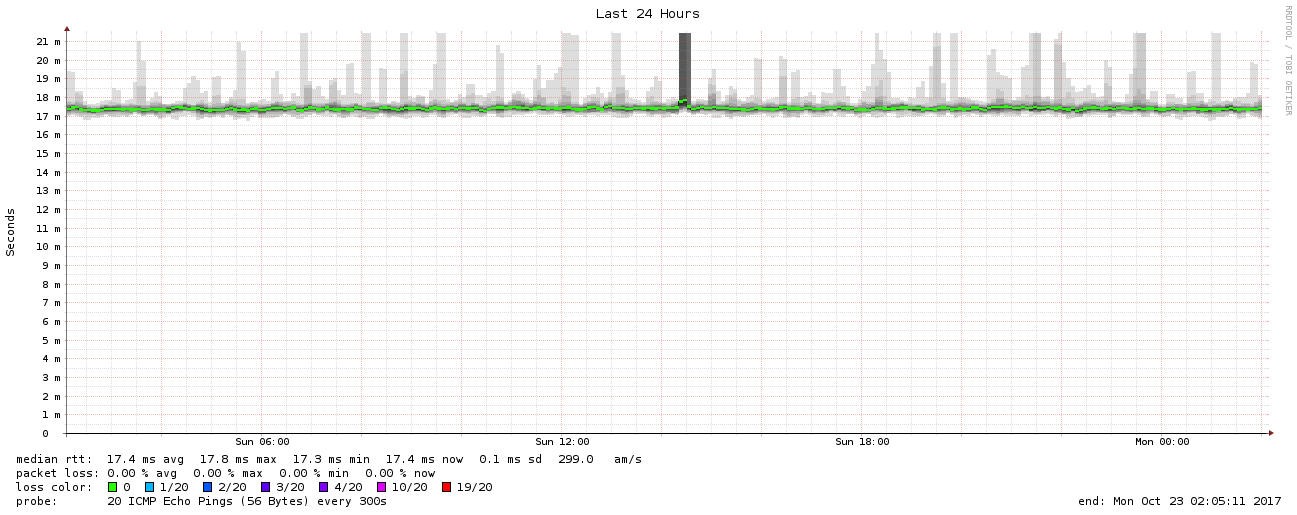 Last 24 Hours
RRDTOOL / TOBI OETIKER
Seconds
21 m
20 m
19 m
18 m
17 m
16 m
15 m
14 m
13 m
12 m
11 m
10 m
9 m
8 m
7 m
6 m
5 m
4 m
3 m
2 m
1 m
0
Sun 06:00 Sun 12:00 Sun 18:00 Mon 00:00
median rtt: 17.4 ms avg 17.8 ms max 17.3 ms min 17.4 ms now 0.1 ms sd 299.0 am/s
packet loss: 0.00 % avg 0.00 % max 0.00 % min 0.00 % now
loss color: 0 1/20 2/20 3/20 4/20 10/20 19/20
probe: 20 ICMP Echo Pings (56 Bytes) every 300s end: Mon Oct 23 02:05:11 2017